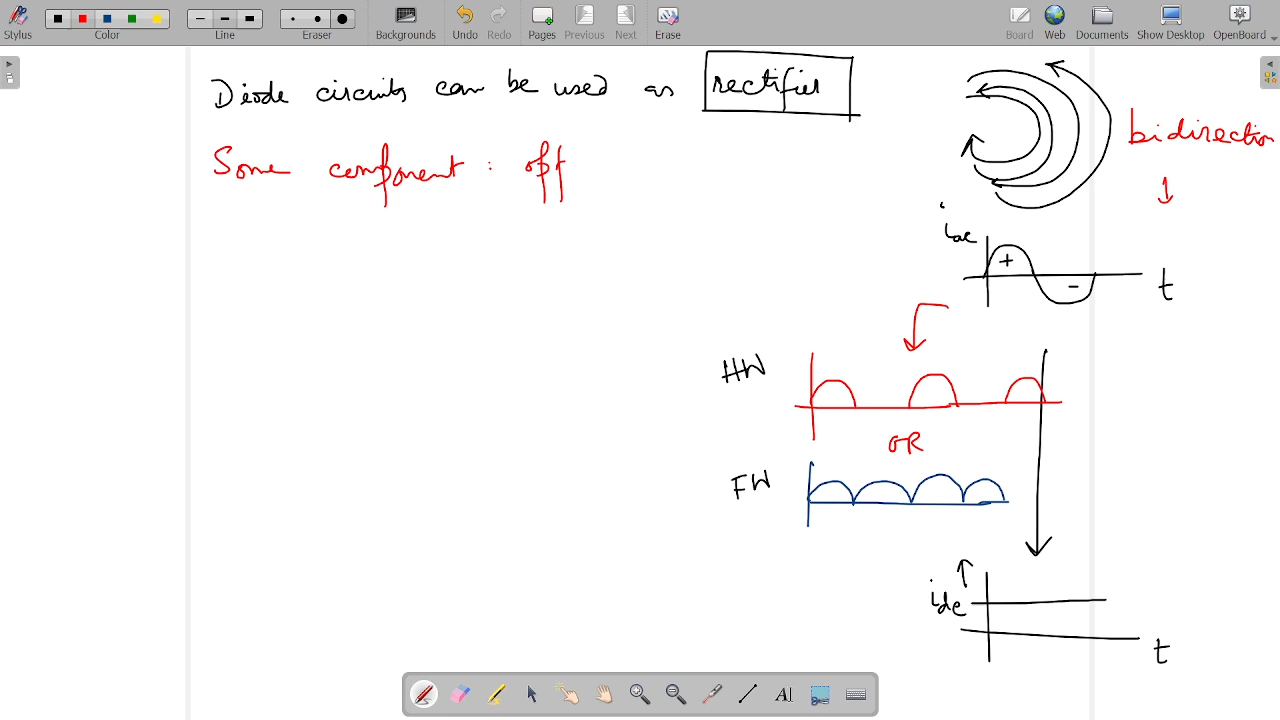 Stylus
Color
Line
Eraser
Backgrounds
Undo
Redo
Pages
Previous
Next
Erase
Board
Web
Documents
Show Desktop
OpenBoard
Diode circuits can be used as rectifier
Some component : off
bidirection
iac
+
-
t
HW
OR
FW
idc
t
AI